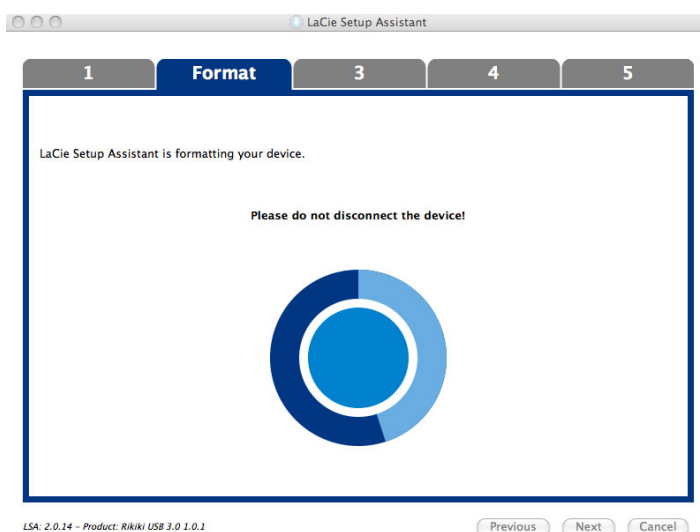 LaCie Setup Assistant
1 Format 3 4 5
LaCie Setup Assistant is formatting your device.
Please do not disconnect the device!
LSA: 2.0.14 – Product: Rikiki USB 3.0 1.0.1
Previous Next Cancel